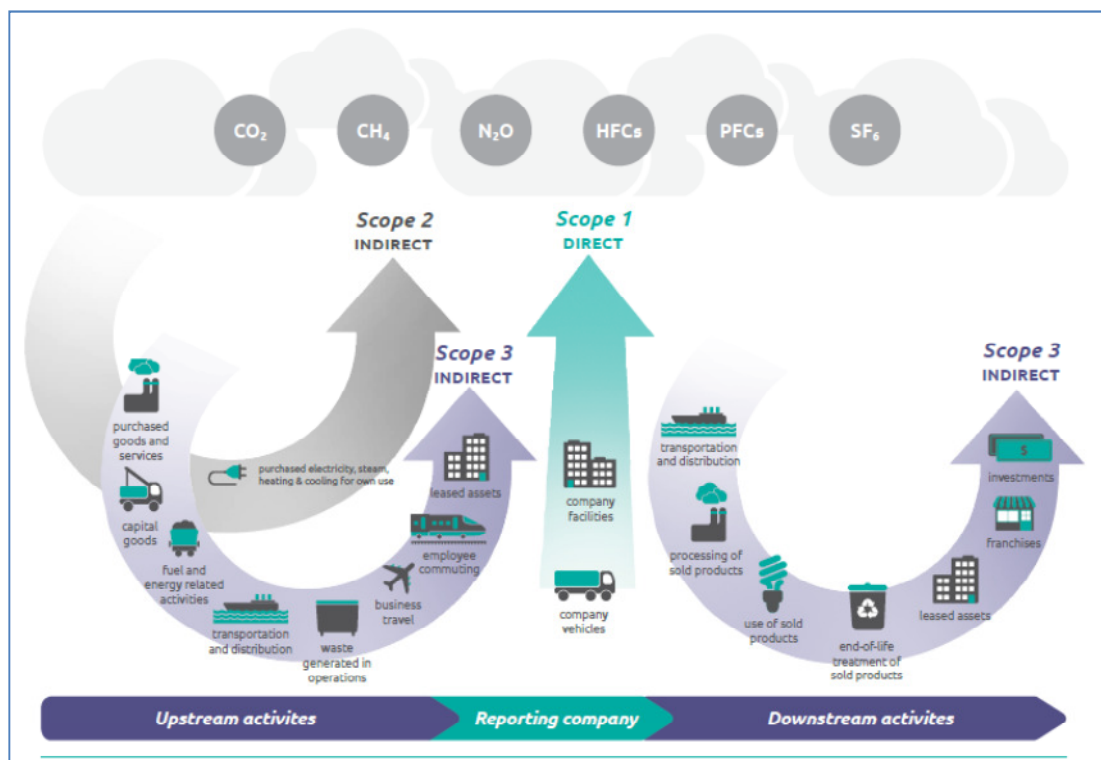 CO₂
CH₄
N₂O
HFCs
PFCs
SF₆
Scope 2
INDIRECT
Scope 1
DIRECT
Scope 3
INDIRECT
Scope 3
INDIRECT
purchased
goods and
services
capital
goods
fuel and
energy related
activities
transportation
and distribution
waste
generated in
operations
business
travel
employee
commuting
leased assets
purchased electricity, steam,
heating & cooling for own use
company
facilities
company
vehicles
transportation
and distribution
processing of
sold products
use of sold
products
end-of-life
treatment of
sold products
leased assets
franchises
investments
$
Upstream activites
Reporting company
Downstream activites